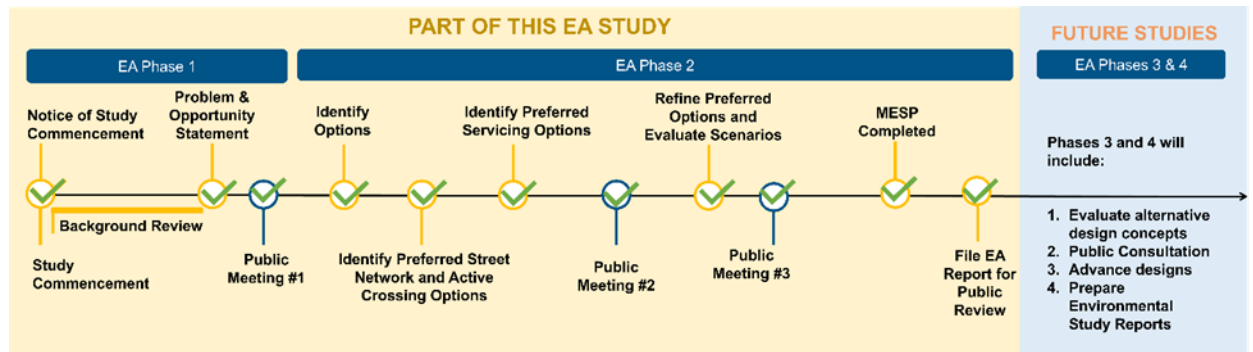 PART OF THIS EA STUDY
FUTURE STUDIES
EA Phase 1
EA Phase 2
EA Phases 3 & 4
Notice of Study
Commencement
Problem &
Opportunity
Statement
Identify
Options
Identify Preferred
Servicing Options
Refine Preferred
Options and
Evaluate Scenarios
MESP
Completed
Background Review
Study
Commencement
Public
Meeting #1
Identify Preferred Street
Network and Active
Crossing Options
Public
Meeting #2
Public
Meeting #3
File EA
Report for
Public
Review
Phases 3 and 4 will
include:
1. Evaluate alternative
design concepts
2. Public Consultation
3. Advance designs
4. Prepare
Environmental
Study Reports